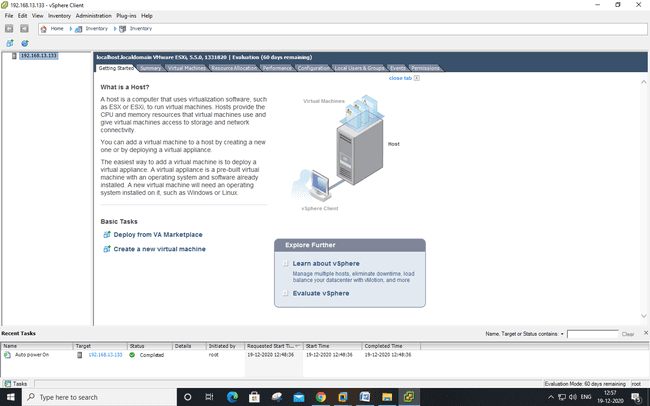 192.168.13.133 - vSphere Client
File Edit View Inventory Administration Plug-ins Help
Home Inventory Inventory
192.168.13.133
localhost.localdomain VMware ESXi, 5.5.0, 1331820 | Evaluation (60 days remaining)
Getting Started Summary Virtual Machines Resource Allocation Performance Configuration Local Users & Groups Events Permissions
close tab
What is a Host?
A host is a computer that uses virtualization software, such
as ESX or ESXi, to run virtual machines. Hosts provide the
CPU and memory resources that virtual machines use and
give virtual machines access to storage and network
connectivity.
You can add a virtual machine to a host by creating a new
one or by deploying a virtual appliance.
The easiest way to add a virtual machine is to deploy a
virtual appliance. A virtual appliance is a pre-built virtual
machine with an operating system and software already
installed. A new virtual machine will need an operating
system installed on it, such as Windows or Linux.
Virtual Machines
Host
vSphere Client
Basic Tasks
Deploy from VA Marketplace
Create a new virtual machine
Explore Further
Learn about vSphere
Manage multiple hosts, eliminate downtime, load
balance your datacenter with vMotion, and more
Evaluate vSphere
Recent Tasks
Name, Target or Status contains: Clear
Name Target Status Details Initiated by Requested Start Ti... Start Time Completed Time
Auto power On 192.168.13.133 Completed root 19-12-2020 12:48:36 19-12-2020 12:48:36 19-12-2020 12:48:36
Tasks Evaluation Mode: 60 days remaining root
Type here to search
ENG
12:57
19-12-2020